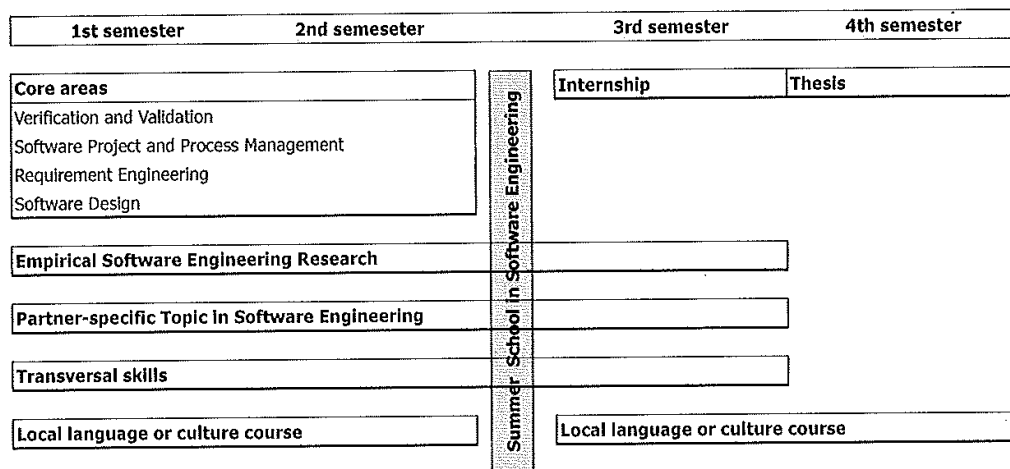 1st semester 2nd semeseter 3rd semester 4th semester
Core areas
Verification and Validation
Software Project and Process Management
Requirement Engineering
Software Design
Summer School in Software Engineering
Internship Thesis
Empirical Software Engineering Research
Partner-specific Topic in Software Engineering
Transversal skills
Local language or culture course
Local language or culture course